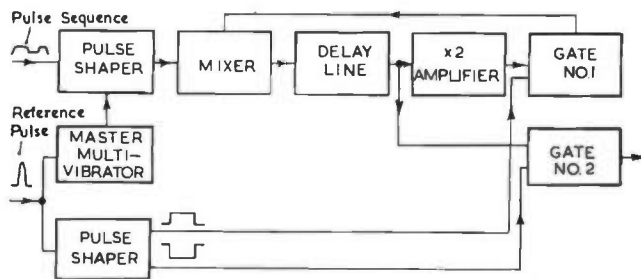 Pulse Sequence
PULSE
SHAPER
MIXER
DELAY
LINE
x2
AMPLIFIER
GATE
NO.1
Reference
Pulse
MASTER
MULTI-
VIBRATOR
GATE
NO.2
PULSE
SHAPER